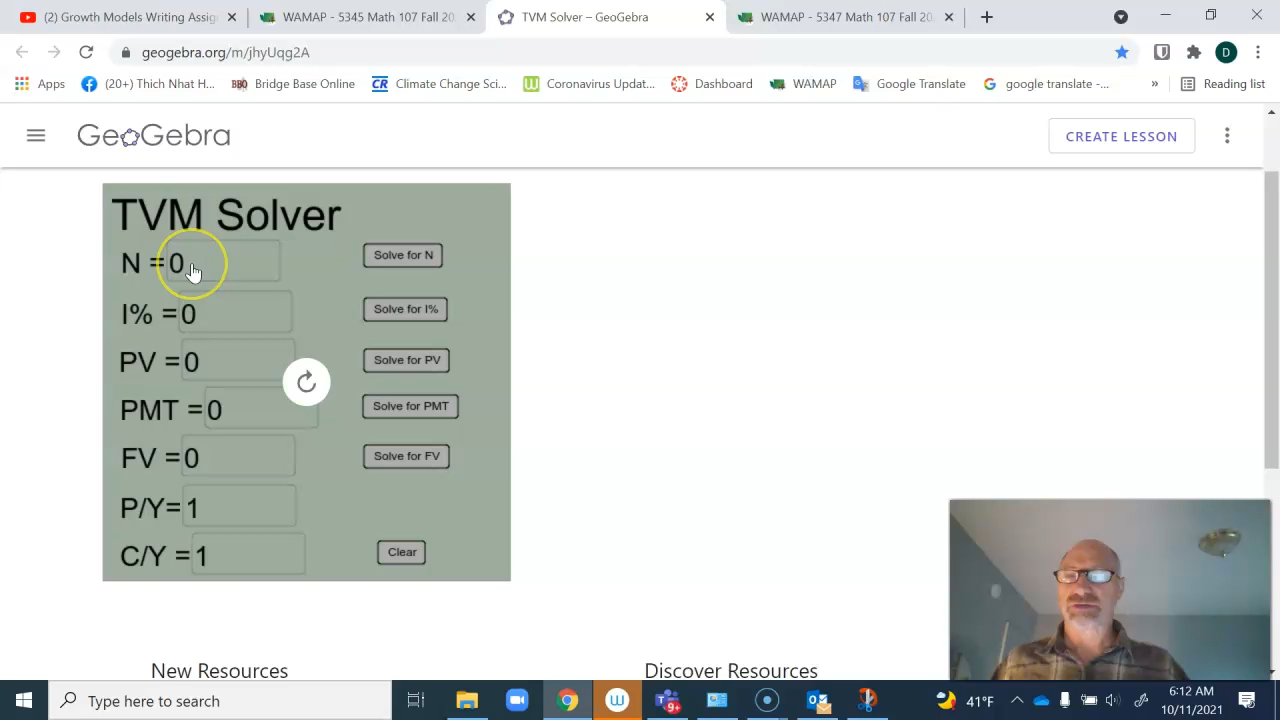 (2) Growth Models Writing Assig
WAMAP - 5345 Math 107 Fall 20
TVM Solver – GeoGebra
WAMAP - 5347 Math 107 Fall 20
geogebra.org/m/jhyUqg2A
D
Apps
(20+) Thich Nhat H...
Bridge Base Online
Climate Change Sci...
Coronavirus Updat...
Dashboard
WAMAP
Google Translate
google translate -...
»
Reading list
GeoGebra
CREATE LESSON
TVM Solver
N =0
Solve for N
I% =0
Solve for I%
PV =0
Solve for PV
PMT =0
Solve for PMT
FV =0
Solve for FV
P/Y=1
C/Y =1
Clear
New Resources
Discover Resources
Type here to search
41°F
6:12 AM
10/11/2021